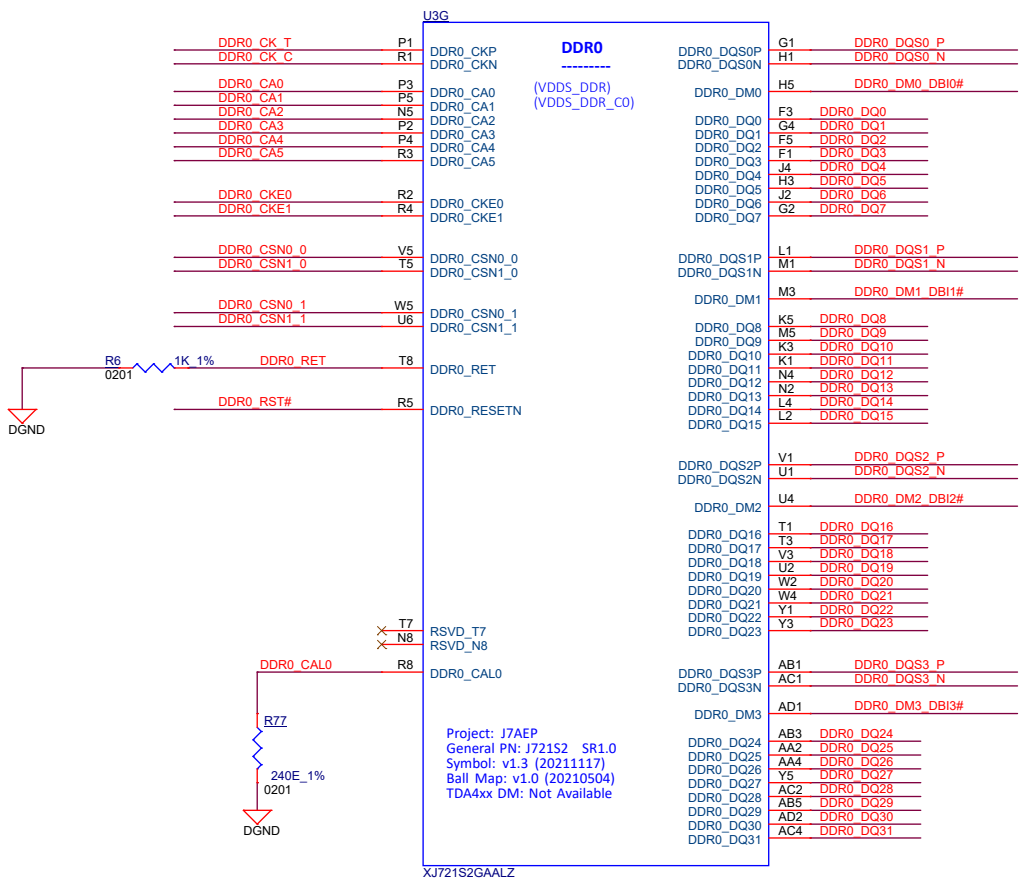 U3G
DDR0
---------
(VDDS_DDR)
(VDDS_DDR_C0)
DDR0_CK_T P1 DDR0_CKP
DDR0_CK_C R1 DDR0_CKN
DDR0_CA0 P3 DDR0_CA0
DDR0_CA1 P5 DDR0_CA1
DDR0_CA2 N5 DDR0_CA2
DDR0_CA3 P2 DDR0_CA3
DDR0_CA4 P4 DDR0_CA4
DDR0_CA5 R3 DDR0_CA5
DDR0_CKE0 R2 DDR0_CKE0
DDR0_CKE1 R4 DDR0_CKE1
DDR0_CSN0_0 V5 DDR0_CSN0_0
DDR0_CSN1_0 T5 DDR0_CSN1_0
DDR0_CSN0_1 W5 DDR0_CSN0_1
DDR0_CSN1_1 U6 DDR0_CSN1_1
R6 1K_1% DDR0_RET T8 DDR0_RET
0201
DGND
DDR0_RST# R5 DDR0_RESETN
T7 RSVD_T7
N8 RSVD_N8
DDR0_CAL0 R8 DDR0_CAL0
R77
240E_1%
0201
DGND
Project: J7AEP
General PN: J721S2 SR1.0
Symbol: v1.3 (20211117)
Ball Map: v1.0 (20210504)
TDA4xx DM: Not Available
DDR0_DQS0P G1 DDR0_DQS0_P
DDR0_DQS0N H1 DDR0_DQS0_N
DDR0_DM0 H5 DDR0_DM0_DBI0#
DDR0_DQ0 F3 DDR0_DQ0
DDR0_DQ1 G4 DDR0_DQ1
DDR0_DQ2 F5 DDR0_DQ2
DDR0_DQ3 F1 DDR0_DQ3
DDR0_DQ4 J4 DDR0_DQ4
DDR0_DQ5 H3 DDR0_DQ5
DDR0_DQ6 J2 DDR0_DQ6
DDR0_DQ7 G2 DDR0_DQ7
DDR0_DQS1P L1 DDR0_DQS1_P
DDR0_DQS1N M1 DDR0_DQS1_N
DDR0_DM1 M3 DDR0_DM1_DBI1#
DDR0_DQ8 K5 DDR0_DQ8
DDR0_DQ9 M5 DDR0_DQ9
DDR0_DQ10 K3 DDR0_DQ10
DDR0_DQ11 K1 DDR0_DQ11
DDR0_DQ12 N4 DDR0_DQ12
DDR0_DQ13 N2 DDR0_DQ13
DDR0_DQ14 L4 DDR0_DQ14
DDR0_DQ15 L2 DDR0_DQ15
DDR0_DQS2P V1 DDR0_DQS2_P
DDR0_DQS2N U1 DDR0_DQS2_N
DDR0_DM2 U4 DDR0_DM2_DBI2#
DDR0_DQ16 T1 DDR0_DQ16
DDR0_DQ17 T3 DDR0_DQ17
DDR0_DQ18 V3 DDR0_DQ18
DDR0_DQ19 U2 DDR0_DQ19
DDR0_DQ20 W2 DDR0_DQ20
DDR0_DQ21 W4 DDR0_DQ21
DDR0_DQ22 Y1 DDR0_DQ22
DDR0_DQ23 Y3 DDR0_DQ23
DDR0_DQS3P AB1 DDR0_DQS3_P
DDR0_DQS3N AC1 DDR0_DQS3_N
DDR0_DM3 AD1 DDR0_DM3_DBI3#
DDR0_DQ24 AB3 DDR0_DQ24
DDR0_DQ25 AA2 DDR0_DQ25
DDR0_DQ26 AA4 DDR0_DQ26
DDR0_DQ27 Y5 DDR0_DQ27
DDR0_DQ28 AC2 DDR0_DQ28
DDR0_DQ29 AB5 DDR0_DQ29
DDR0_DQ30 AD2 DDR0_DQ30
DDR0_DQ31 AC4 DDR0_DQ31
XJ721S2GAALZ